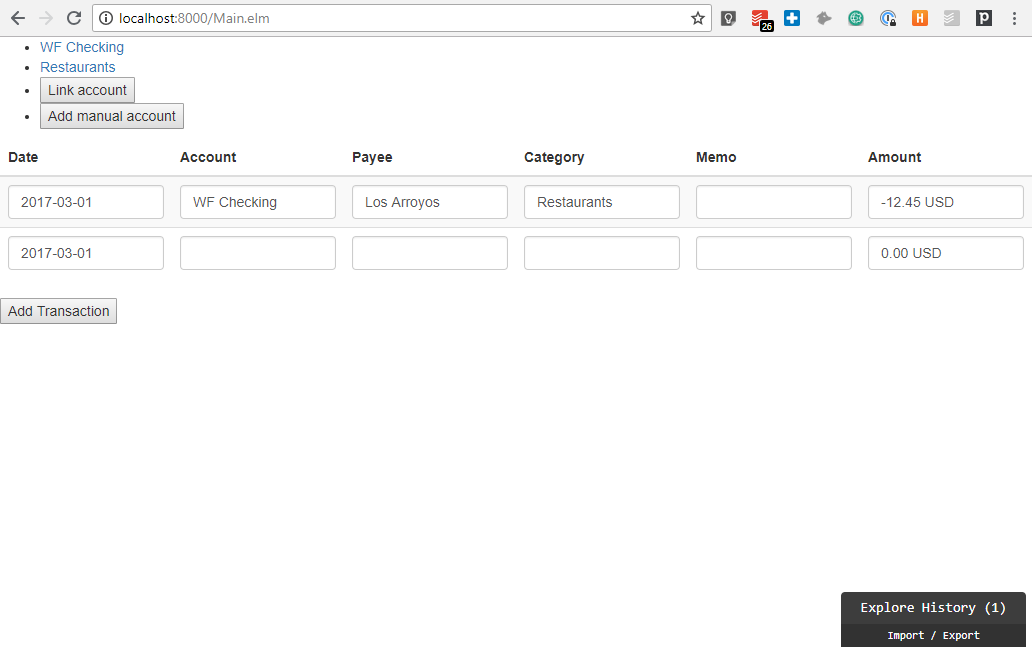 localhost:8000/Main.elm
26
H
p
WF Checking
Restaurants
Link account
Add manual account
Date Account Payee Category Memo Amount
2017-03-01 WF Checking Los Arroyos Restaurants -12.45 USD
2017-03-01 0.00 USD
Add Transaction
Explore History (1)
Import / Export